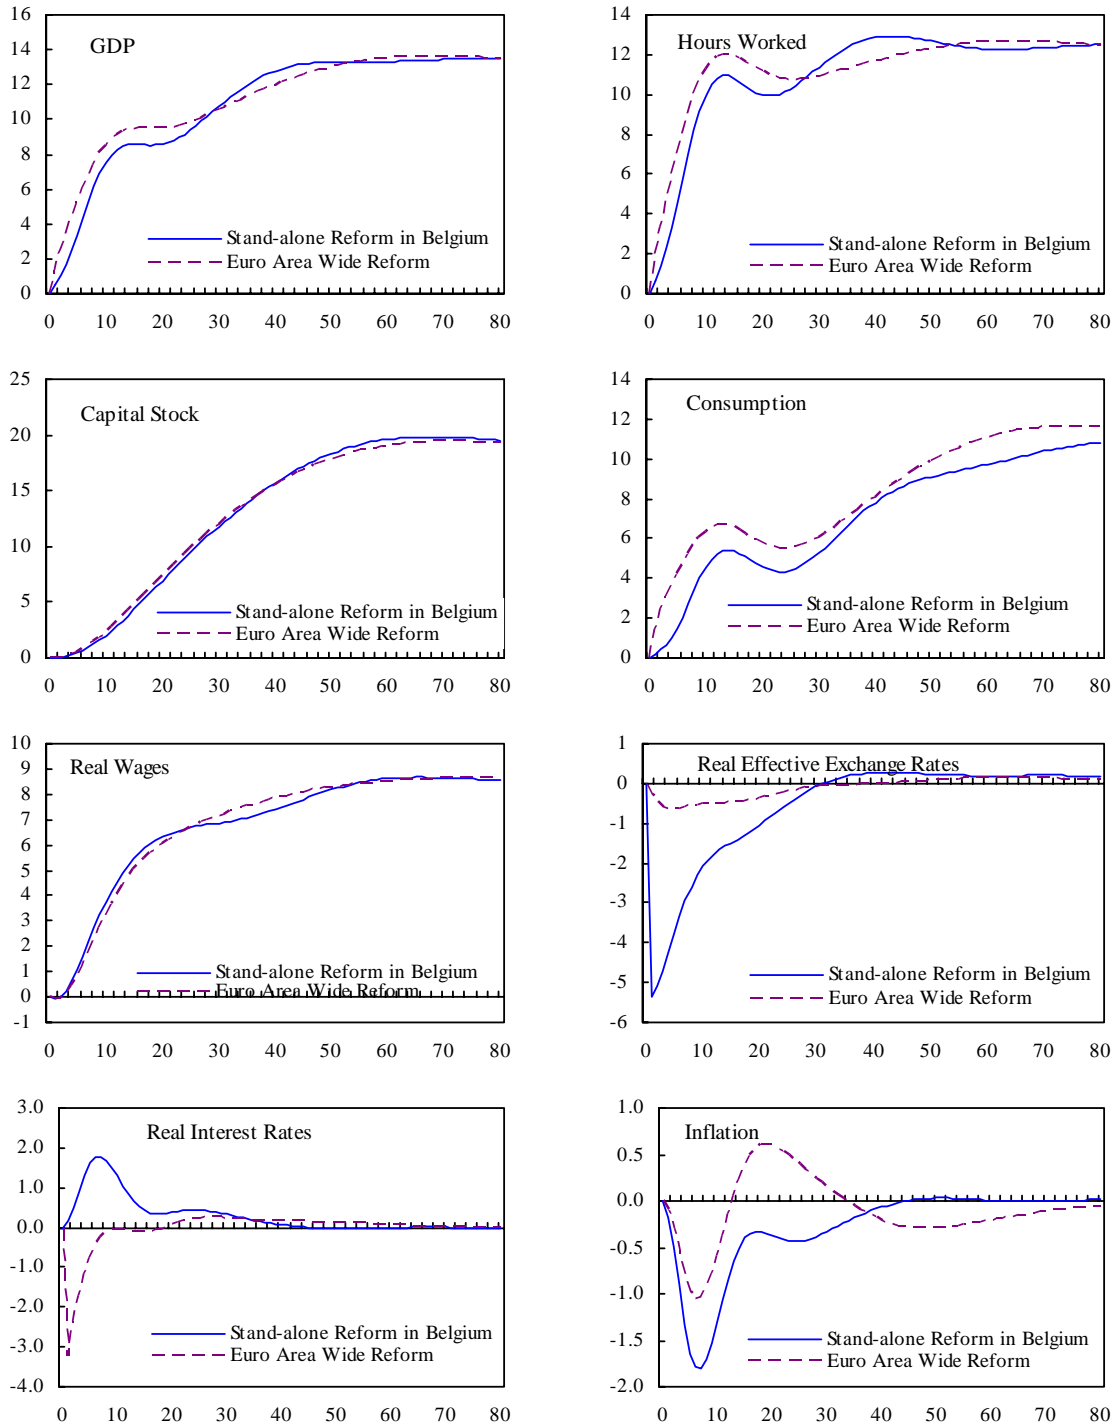 GDP
16
14
12
10
8
6
4
2
0
Stand-alone Reform in Belgium
Euro Area Wide Reform
0 10 20 30 40 50 60 70 80
Hours Worked
14
12
10
8
6
4
2
0
Stand-alone Reform in Belgium
Euro Area Wide Reform
0 10 20 30 40 50 60 70 80
Capital Stock
25
20
15
10
5
0
Stand-alone Reform in Belgium
Euro Area Wide Reform
0 10 20 30 40 50 60 70 80
Consumption
14
12
10
8
6
4
2
0
Stand-alone Reform in Belgium
Euro Area Wide Reform
0 10 20 30 40 50 60 70 80
Real Wages
10
9
8
7
6
5
4
3
2
1
0
-1
Stand-alone Reform in Belgium
Euro Area Wide Reform
0 10 20 30 40 50 60 70 80
Real Effective Exchange Rates
1
0
-1
-2
-3
-4
-5
-6
Stand-alone Reform in Belgium
Euro Area Wide Reform
0 10 20 30 40 50 60 70 80
Real Interest Rates
3.0
2.0
1.0
0.0
-1.0
-2.0
-3.0
-4.0
Stand-alone Reform in Belgium
Euro Area Wide Reform
0 10 20 30 40 50 60 70 80
Inflation
1.0
0.5
0.0
-0.5
-1.0
-1.5
-2.0
Stand-alone Reform in Belgium
Euro Area Wide Reform
0 10 20 30 40 50 60 70 80